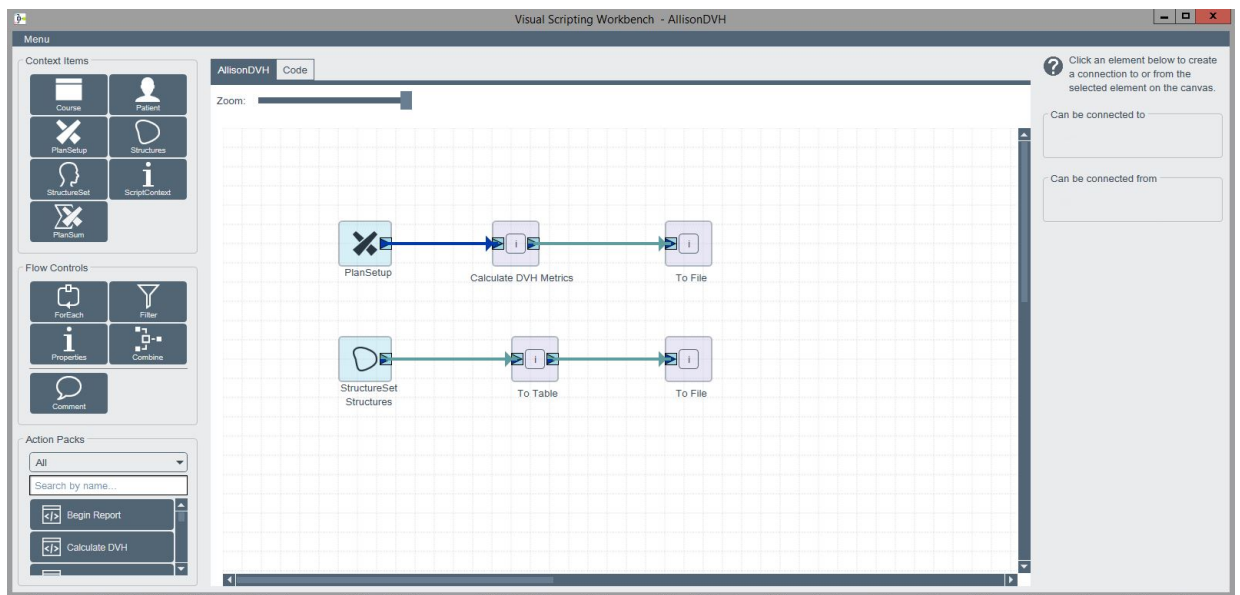 Visual Scripting Workbench - AllisonDVH
Menu
Context Items
Course
Patient
PlanSetup
Structures
StructureSet
ScriptContext
PlanSum
Flow Controls
ForEach
Filter
Properties
Combine
Comment
Action Packs
All
Search by name...
Begin Report
Calculate DVH
AllisonDVH
Code
Zoom:
PlanSetup
Calculate DVH Metrics
To File
StructureSet
Structures
To Table
To File
Click an element below to create
a connection to or from the
selected element on the canvas.
Can be connected to
Can be connected from